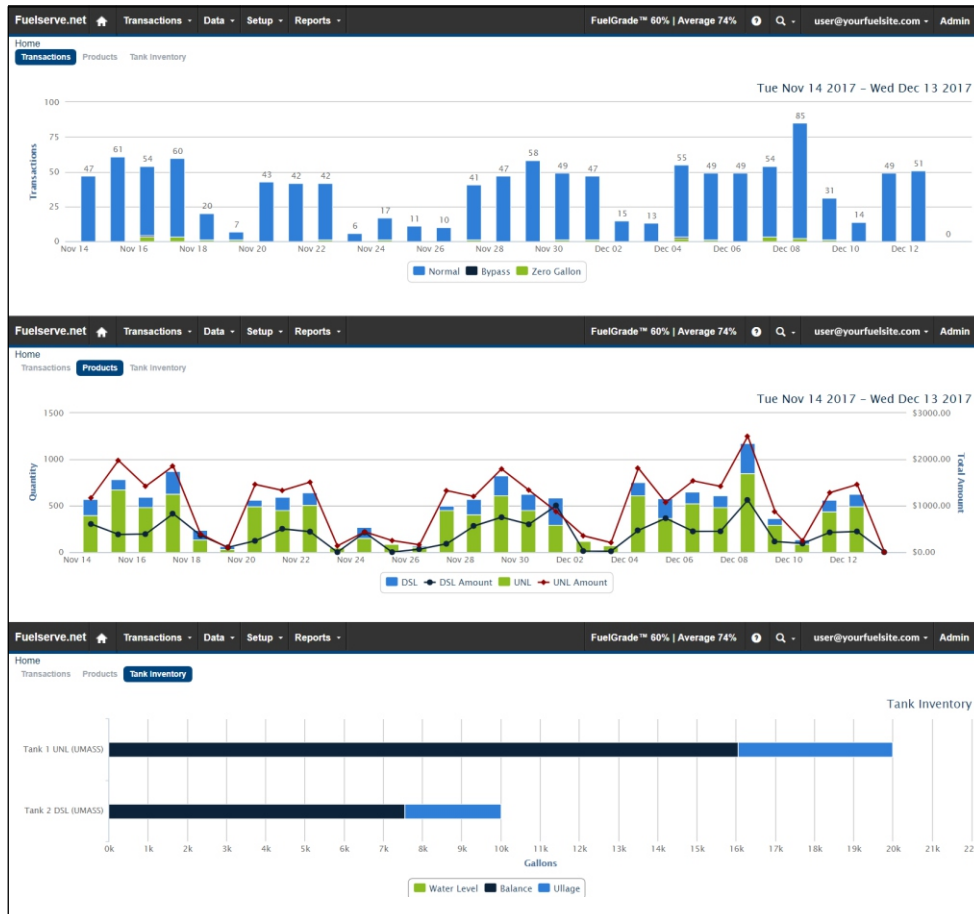 Fuelserve.net Transactions Data Setup Reports FuelGrade™ 60% | Average 74% ? user@yourfuelsite.com Admin
Home
Transactions Products Tank Inventory
Tue Nov 14 2017 - Wed Dec 13 2017
Transactions
100
75
50
25
0
47 61 54 60 20 7 43 42 42 6 17 11 10 41 47 58 49 47 15 13 55 49 49 54 85 31 14 49 51 0
Nov 14 Nov 16 Nov 18 Nov 20 Nov 22 Nov 24 Nov 26 Nov 28 Nov 30 Dec 02 Dec 04 Dec 06 Dec 08 Dec 10 Dec 12
Normal Bypass Zero Gallon
Fuelserve.net Transactions Data Setup Reports FuelGrade™ 60% | Average 74% ? user@yourfuelsite.com Admin
Home
Transactions Products Tank Inventory
Tue Nov 14 2017 - Wed Dec 13 2017
Quantity
Total Amount
1500 $3000.00
1000 $2000.00
500 $1000.00
0 $0.00
Nov 14 Nov 16 Nov 18 Nov 20 Nov 22 Nov 24 Nov 26 Nov 28 Nov 30 Dec 02 Dec 04 Dec 06 Dec 08 Dec 10 Dec 12
DSL DSL Amount UNL UNL Amount
Fuelserve.net Transactions Data Setup Reports FuelGrade™ 60% | Average 74% ? user@yourfuelsite.com Admin
Home
Transactions Products Tank Inventory
Tank Inventory
Tank 1 UNL (UMASS)
Tank 2 DSL (UMASS)
0k 1k 2k 3k 4k 5k 6k 7k 8k 9k 10k 11k 12k 13k 14k 15k 16k 17k 18k 19k 20k 21k 22
Gallons
Water Level Balance Ullage